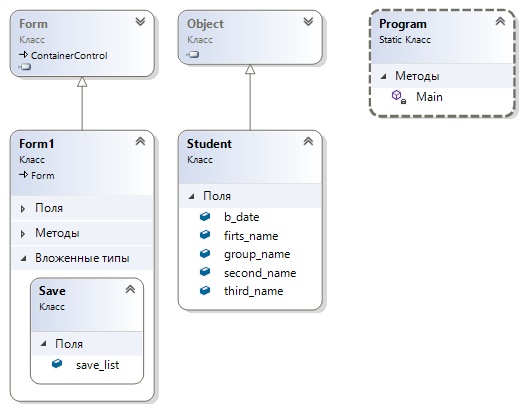 Form
Класс
ContainerControl
Object
Класс
Program
Static Класс
Методы
Main
Form1
Класс
Form
Поля
Методы
Вложенные типы
Save
Класс
Поля
save_list
Student
Класс
Поля
b_date
firts_name
group_name
second_name
third_name